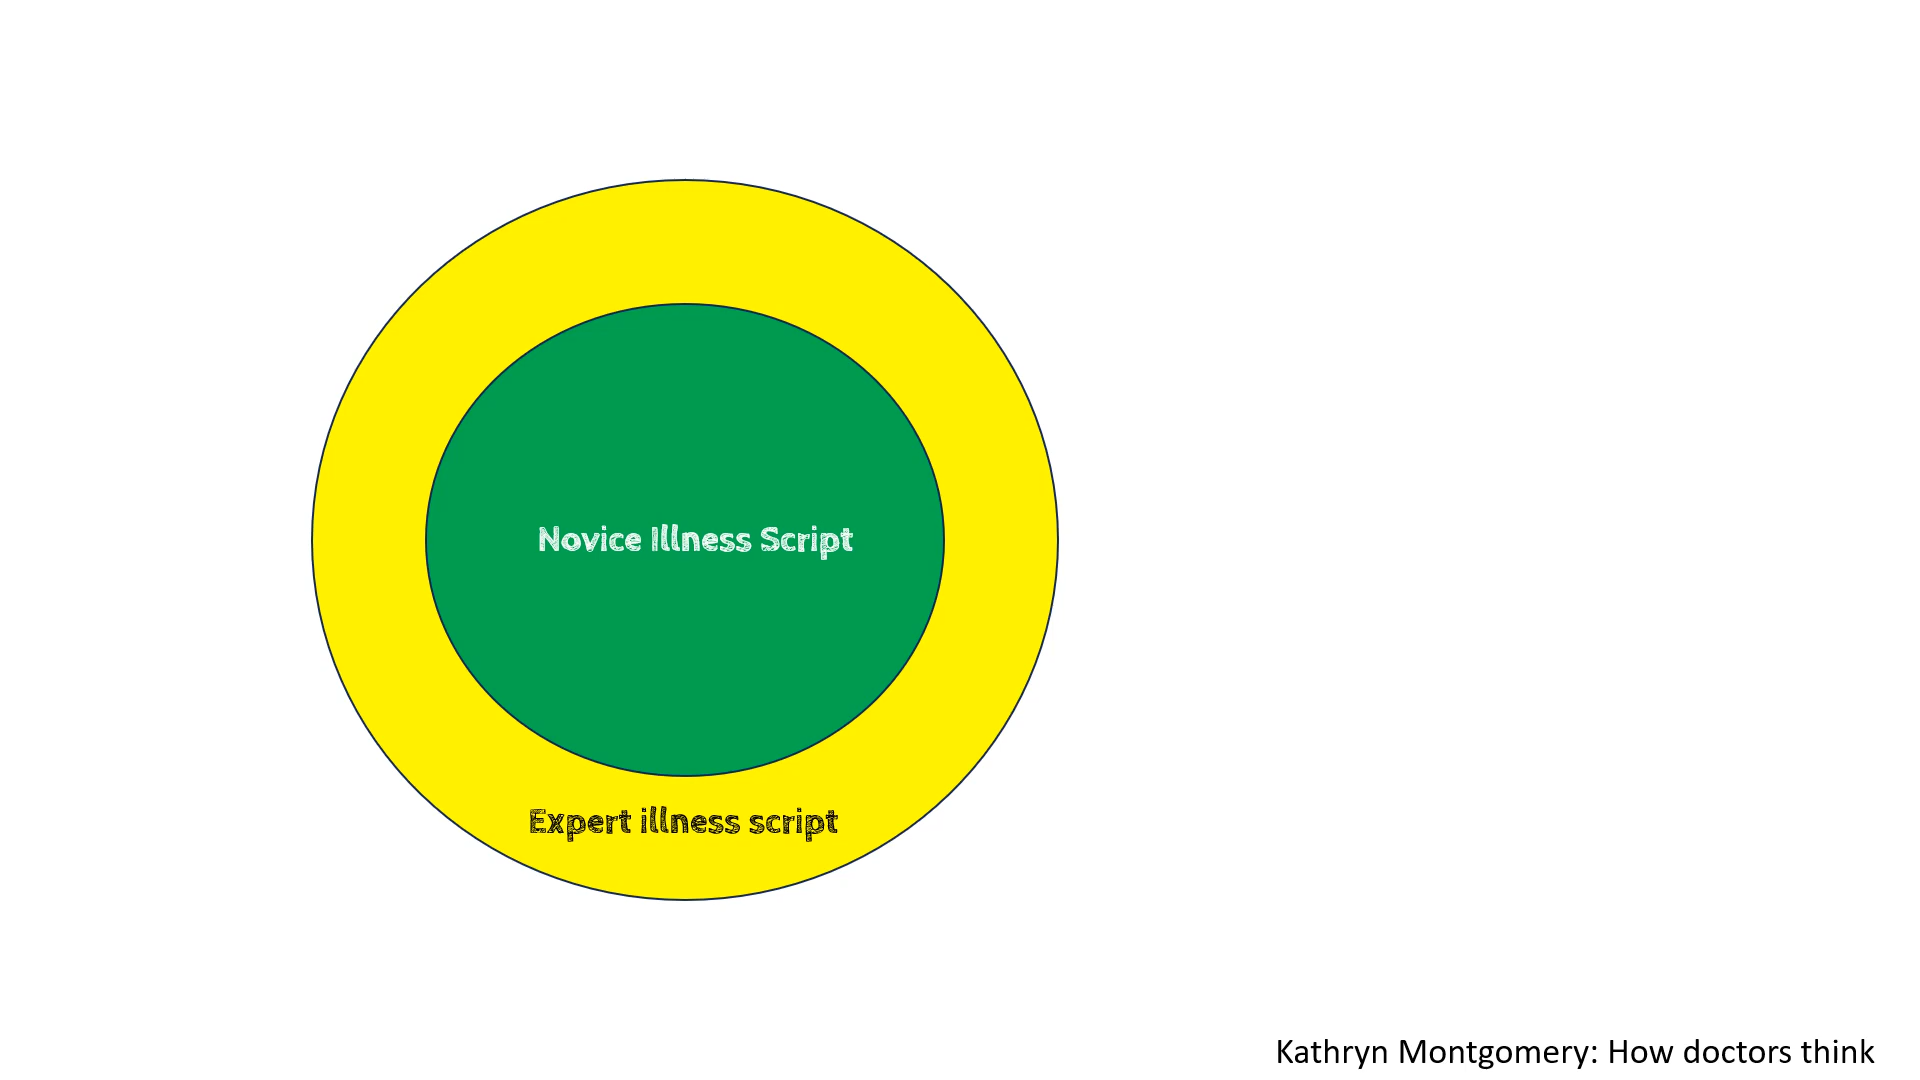 Novice Illness Script
Expert illness script
Kathryn Montgomery: How doctors think